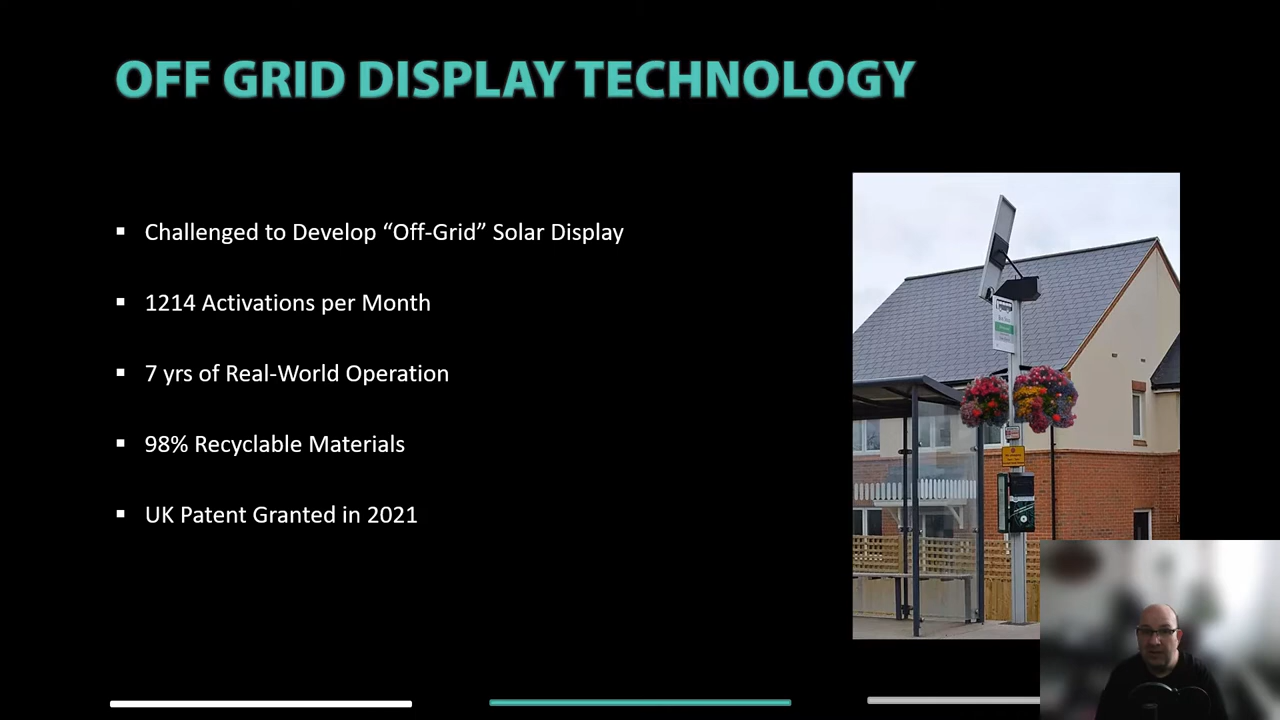 OFF GRID DISPLAY TECHNOLOGY
Challenged to Develop “Off-Grid” Solar Display
1214 Activations per Month
7 yrs of Real-World Operation
98% Recyclable Materials
UK Patent Granted in 2021